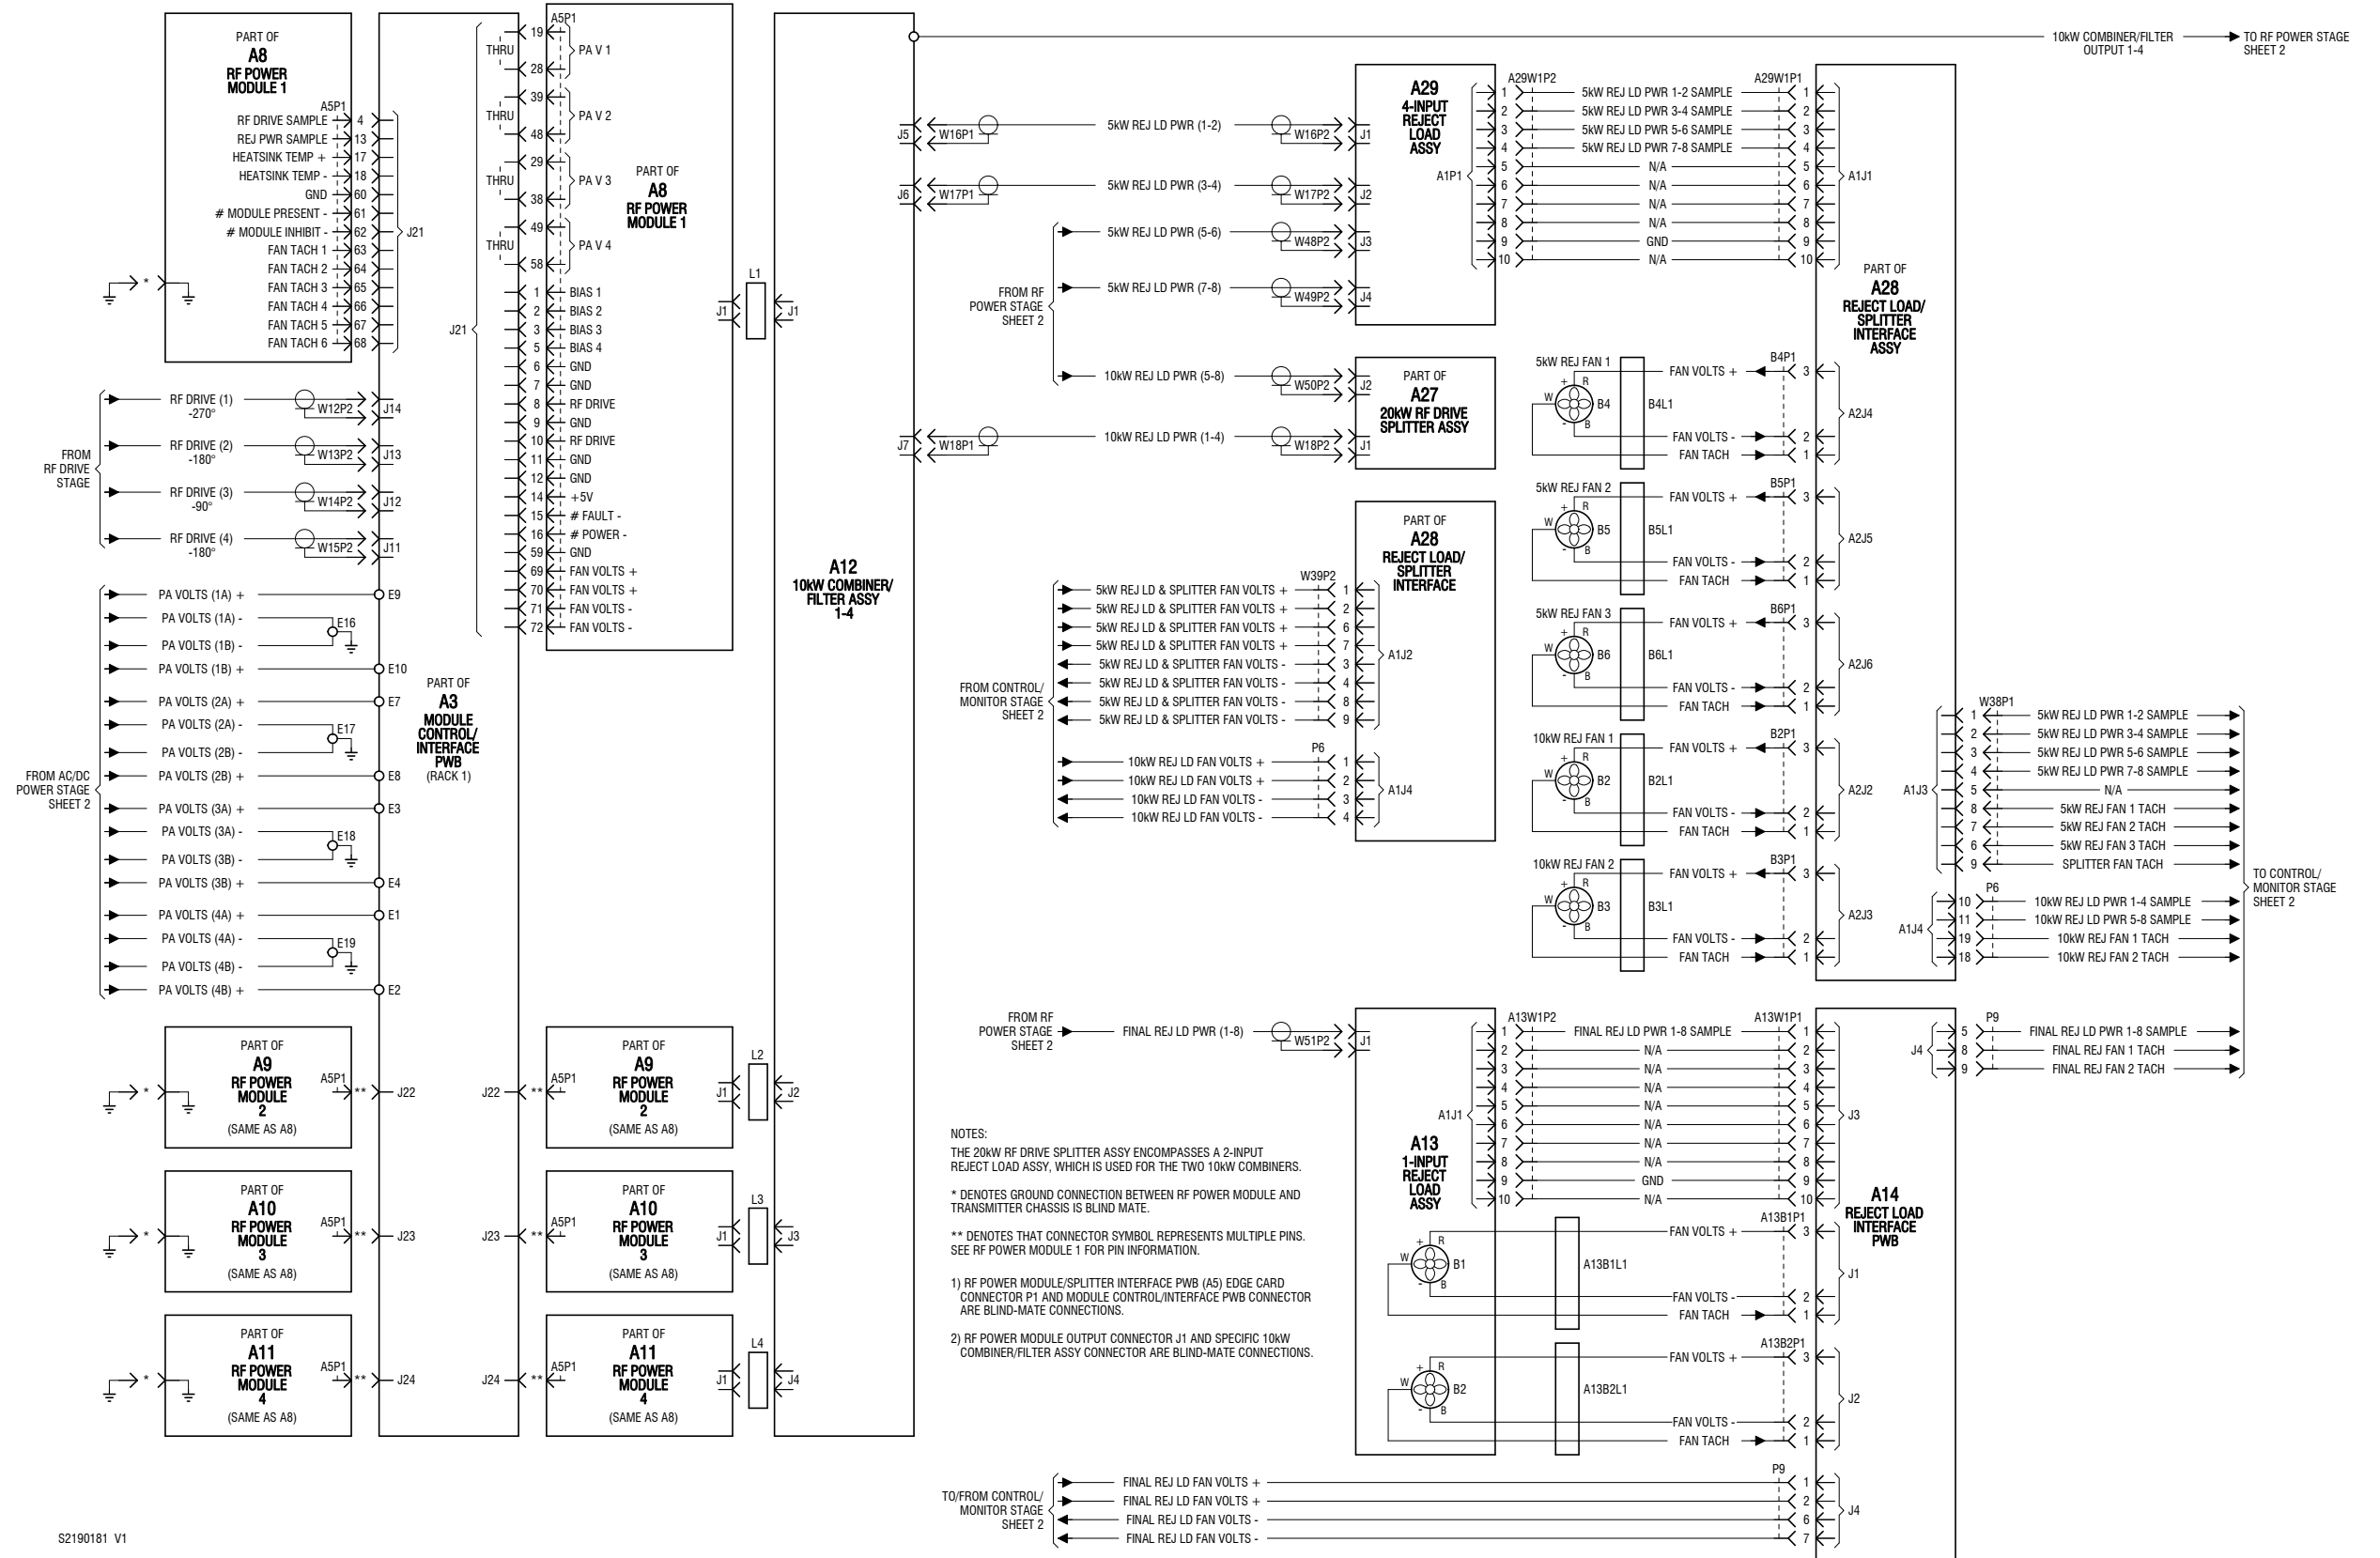 PART OF
A8
RF POWER
MODULE 1
A5P1
RF DRIVE SAMPLE 4
REJ PWR SAMPLE 13
HEATSINK TEMP + 17
HEATSINK TEMP - 18
GND 60
# MODULE PRESENT - 61
# MODULE INHIBIT - 62
FAN TACH 1 63
FAN TACH 2 64
FAN TACH 3 65
FAN TACH 4 66
FAN TACH 5 67
FAN TACH 6 68
J21
*
FROM
RF DRIVE
STAGE
RF DRIVE (1)
-270°
W12P2 J14
RF DRIVE (2)
-180°
W13P2 J13
RF DRIVE (3)
-90°
W14P2 J12
RF DRIVE (4)
-180°
W15P2 J11
FROM AC/DC
POWER STAGE
SHEET 2
PA VOLTS (1A) + E9
PA VOLTS (1A) -
E16
PA VOLTS (1B) -
PA VOLTS (1B) + E10
PA VOLTS (2A) + E7
PA VOLTS (2A) -
E17
PA VOLTS (2B) -
PA VOLTS (2B) + E8
PA VOLTS (3A) + E3
PA VOLTS (3A) -
E18
PA VOLTS (3B) -
PA VOLTS (3B) + E4
PA VOLTS (4A) + E1
PA VOLTS (4A) -
E19
PA VOLTS (4B) -
PA VOLTS (4B) + E2
PART OF
A3
MODULE
CONTROL/
INTERFACE
PWB
(RACK 1)
PART OF
A9
RF POWER
MODULE
2
(SAME AS A8)
* A5P1 ** J22
PART OF
A10
RF POWER
MODULE
3
(SAME AS A8)
* A5P1 ** J23
PART OF
A11
RF POWER
MODULE
4
(SAME AS A8)
* A5P1 ** J24
S2190181 V1
A5P1
19
THRU PA V 1
28
39
THRU PA V 2
48
29
THRU PA V 3
38
49
THRU PA V 4
58
J21
1 BIAS 1
2 BIAS 2
3 BIAS 3
5 BIAS 4
6 GND
7 GND
8 RF DRIVE
9 GND
10 RF DRIVE
11 GND
12 GND
14 +5V
15 # FAULT -
16 # POWER -
59 GND
69 FAN VOLTS +
70 FAN VOLTS +
71 FAN VOLTS -
72 FAN VOLTS -
PART OF
A8
RF POWER
MODULE 1
L1
J1 J1
J22 ** A5P1
PART OF
A9
RF POWER
MODULE
2
(SAME AS A8)
L2
J1 J2
J23 ** A5P1
PART OF
A10
RF POWER
MODULE
3
(SAME AS A8)
L3
J1 J3
J24 ** A5P1
PART OF
A11
RF POWER
MODULE
4
(SAME AS A8)
L4
J1 J4
A12
10kW COMBINER/
FILTER ASSY
1-4
10kW COMBINER/FILTER
OUTPUT 1-4
TO RF POWER STAGE
SHEET 2
J5 W16P1 5kW REJ LD PWR (1-2) W16P2 J1
J6 W17P1 5kW REJ LD PWR (3-4) W17P2 J2
5kW REJ LD PWR (5-6) W48P2 J3
5kW REJ LD PWR (7-8) W49P2 J4
FROM RF
POWER STAGE
SHEET 2
10kW REJ LD PWR (5-8) W50P2 J2
J7 W18P1 10kW REJ LD PWR (1-4) W18P2 J1
A29
4-INPUT
REJECT
LOAD
ASSY
A1P1
PART OF
A27
20kW RF DRIVE
SPLITTER ASSY
A29W1P2 A29W1P1
1 5kW REJ LD PWR 1-2 SAMPLE 1
2 5kW REJ LD PWR 3-4 SAMPLE 2
3 5kW REJ LD PWR 5-6 SAMPLE 3
4 5kW REJ LD PWR 7-8 SAMPLE 4
5 N/A 5
6 N/A 6
7 N/A 7
8 N/A 8
9 GND 9
10 N/A 10
A1J1
PART OF
A28
REJECT LOAD/
SPLITTER
INTERFACE
ASSY
PART OF
A28
REJECT LOAD/
SPLITTER
INTERFACE
FROM CONTROL/
MONITOR STAGE
SHEET 2
W39P2
5kW REJ LD & SPLITTER FAN VOLTS + 1
5kW REJ LD & SPLITTER FAN VOLTS + 2
5kW REJ LD & SPLITTER FAN VOLTS + 6
5kW REJ LD & SPLITTER FAN VOLTS + 7
5kW REJ LD & SPLITTER FAN VOLTS - 3
5kW REJ LD & SPLITTER FAN VOLTS - 4
5kW REJ LD & SPLITTER FAN VOLTS - 8
5kW REJ LD & SPLITTER FAN VOLTS - 9
A1J2
P6
10kW REJ LD FAN VOLTS + 1
10kW REJ LD FAN VOLTS + 2
10kW REJ LD FAN VOLTS - 3
10kW REJ LD FAN VOLTS - 4
A1J4
5kW REJ FAN 1
+ R W - B B4 B4L1
B4P1
FAN VOLTS + 3
FAN VOLTS - 2
FAN TACH 1
A2J4
5kW REJ FAN 2
+ R W - B B5 B5L1
B5P1
FAN VOLTS + 3
FAN VOLTS - 2
FAN TACH 1
A2J5
5kW REJ FAN 3
+ R W - B B6 B6L1
B6P1
FAN VOLTS + 3
FAN VOLTS - 2
FAN TACH 1
A2J6
10kW REJ FAN 1
+ R W - B B2 B2L1
B2P1
FAN VOLTS + 3
FAN VOLTS - 2
FAN TACH 1
A2J2
10kW REJ FAN 2
+ R W - B B3 B3L1
B3P1
FAN VOLTS + 3
FAN VOLTS - 2
FAN TACH 1
A2J3
W38P1
1 5kW REJ LD PWR 1-2 SAMPLE
2 5kW REJ LD PWR 3-4 SAMPLE
3 5kW REJ LD PWR 5-6 SAMPLE
4 5kW REJ LD PWR 7-8 SAMPLE
A1J3 5 N/A
8 5kW REJ FAN 1 TACH
7 5kW REJ FAN 2 TACH
6 5kW REJ FAN 3 TACH
9 SPLITTER FAN TACH
P6
10 10kW REJ LD PWR 1-4 SAMPLE
11 10kW REJ LD PWR 5-8 SAMPLE
A1J4
19 10kW REJ FAN 1 TACH
18 10kW REJ FAN 2 TACH
TO CONTROL/
MONITOR STAGE
SHEET 2
P9
5 FINAL REJ LD PWR 1-8 SAMPLE
J4 8 FINAL REJ FAN 1 TACH
9 FINAL REJ FAN 2 TACH
FROM RF
POWER STAGE
SHEET 2
FINAL REJ LD PWR (1-8) W51P2 J1
A13
1-INPUT
REJECT
LOAD
ASSY
A1J1
A13W1P2 A13W1P1
1 FINAL REJ LD PWR 1-8 SAMPLE 1
2 N/A 2
3 N/A 3
4 N/A 4
5 N/A 5
6 N/A 6
7 N/A 7
8 N/A 8
9 GND 9
10 N/A 10
J3
A14
REJECT LOAD
INTERFACE
PWB
+ R W - B B1 A13B1L1
A13B1P1
FAN VOLTS + 3
FAN VOLTS - 2
FAN TACH 1
J1
+ R W - B B2 A13B2L1
A13B2P1
FAN VOLTS + 3
FAN VOLTS - 2
FAN TACH 1
J2
NOTES:
THE 20kW RF DRIVE SPLITTER ASSY ENCOMPASSES A 2-INPUT
REJECT LOAD ASSY, WHICH IS USED FOR THE TWO 10kW COMBINERS.
* DENOTES GROUND CONNECTION BETWEEN RF POWER MODULE AND
TRANSMITTER CHASSIS IS BLIND MATE.
** DENOTES THAT CONNECTOR SYMBOL REPRESENTS MULTIPLE PINS.
SEE RF POWER MODULE 1 FOR PIN INFORMATION.
1) RF POWER MODULE/SPLITTER INTERFACE PWB (A5) EDGE CARD
CONNECTOR P1 AND MODULE CONTROL/INTERFACE PWB CONNECTOR
ARE BLIND-MATE CONNECTIONS.
2) RF POWER MODULE OUTPUT CONNECTOR J1 AND SPECIFIC 10kW
COMBINER/FILTER ASSY CONNECTOR ARE BLIND-MATE CONNECTIONS.
TO/FROM CONTROL/
MONITOR STAGE
SHEET 2
P9
FINAL REJ LD FAN VOLTS + 1
FINAL REJ LD FAN VOLTS + 2
FINAL REJ LD FAN VOLTS - 6
FINAL REJ LD FAN VOLTS - 7
J4